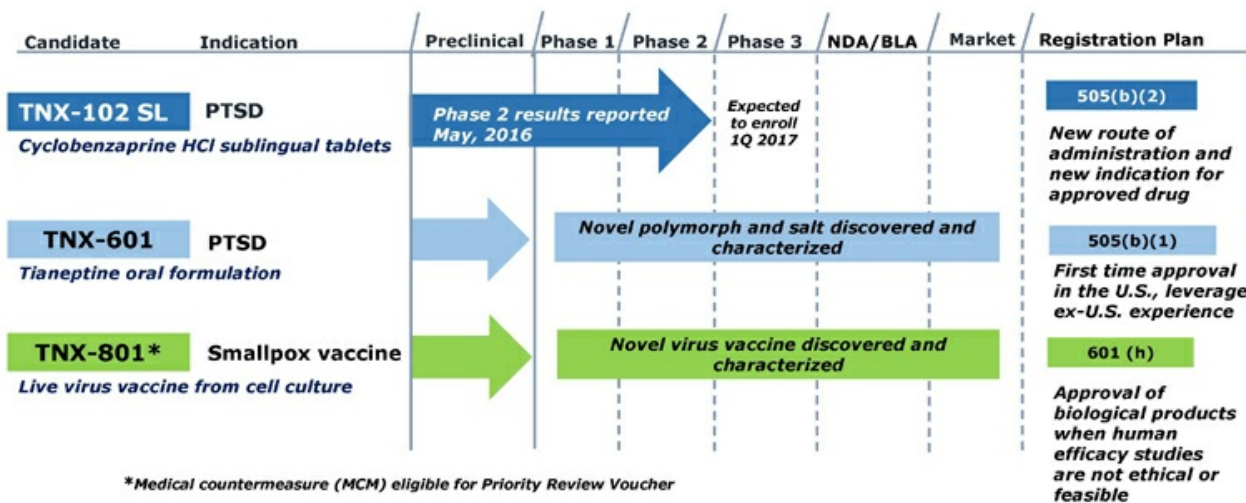 Candidate Indication Preclinical Phase 1 Phase 2 Phase 3 NDA/BLA Market Registration Plan
TNX-102 SL PTSD
Cyclobenzaprine HCl sublingual tablets
Phase 2 results reported
May, 2016
Expected
to enroll
1Q 2017
505(b)(2)
New route of
administration and
new indication for
approved drug
TNX-601 PTSD
Tianeptine oral formulation
Novel polymorph and salt discovered and
characterized
505(b)(1)
First time approval
in the U.S., leverage
ex-U.S. experience
TNX-801* Smallpox vaccine
Live virus vaccine from cell culture
Novel virus vaccine discovered and
characterized
601 (h)
Approval of
biological products
when human
efficacy studies
are not ethical or
feasible
*Medical countermeasure (MCM) eligible for Priority Review Voucher